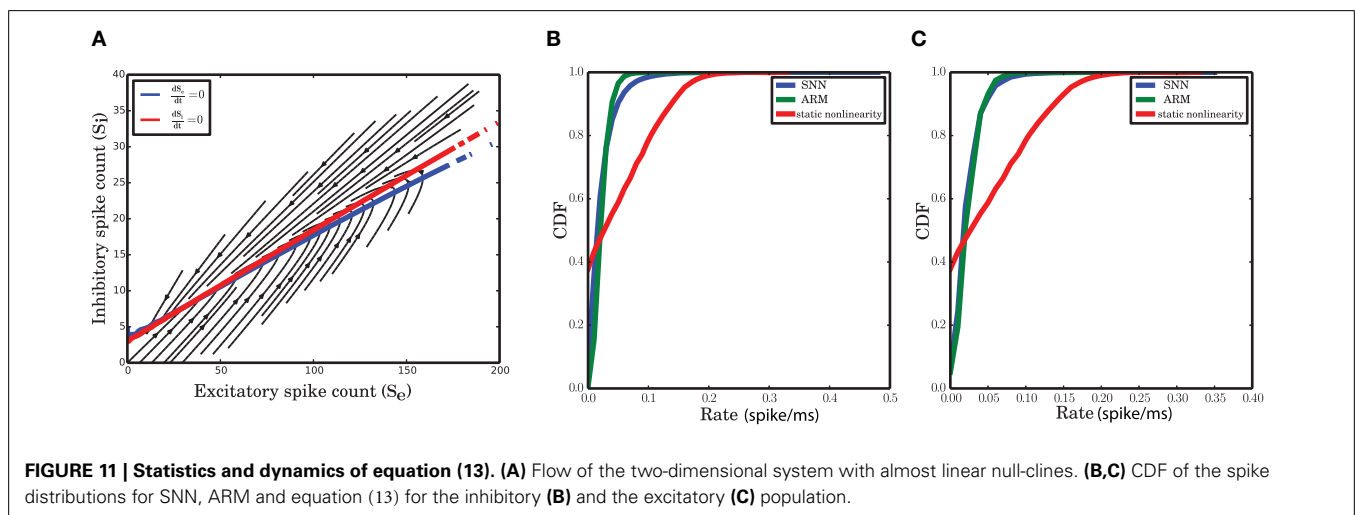 A
B
C
40
35
30
25
20
15
10
5
0
Inhibitory spike count (Si)
dSe/dt =0
dSi/dt =0
0 50 100 150 200
Excitatory spike count (Se)
1.0
0.8
0.6
0.4
0.2
0.0
CDF
SNN
ARM
static nonlinearity
0.0 0.1 0.2 0.3 0.4 0.5
Rate (spike/ms)
1.0
0.8
0.6
0.4
0.2
0.0
CDF
SNN
ARM
static nonlinearity
0.00 0.05 0.10 0.15 0.20 0.25 0.30 0.35 0.40
Rate (spike/ms)
FIGURE 11 | Statistics and dynamics of equation (13). (A) Flow of the two-dimensional system with almost linear null-clines. (B,C) CDF of the spike
distributions for SNN, ARM and equation (13) for the inhibitory (B) and the excitatory (C) population.